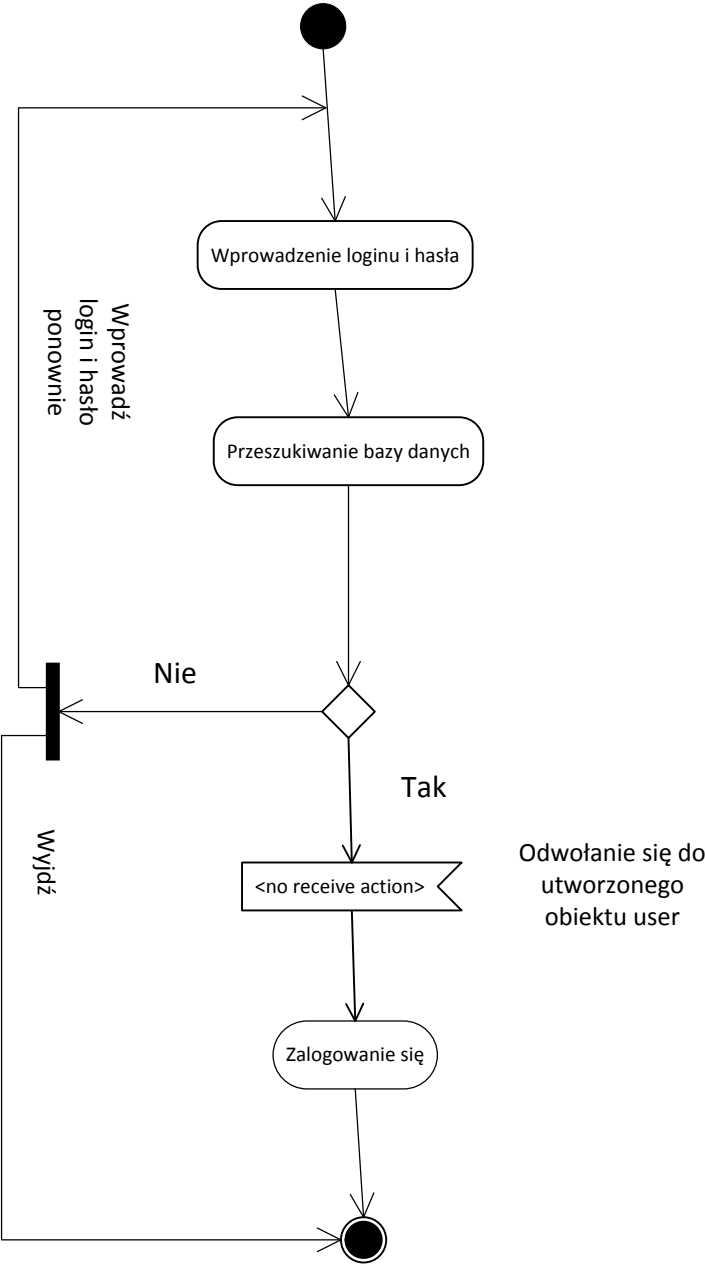 Wprowadzenie loginu i hasła
Wprowadź
login i hasło
ponownie
Przeszukiwanie bazy danych
Nie
Tak
Wyjdź
<no receive action>
Odwołanie się do
utworzonego
obiektu user
Zalogowanie się